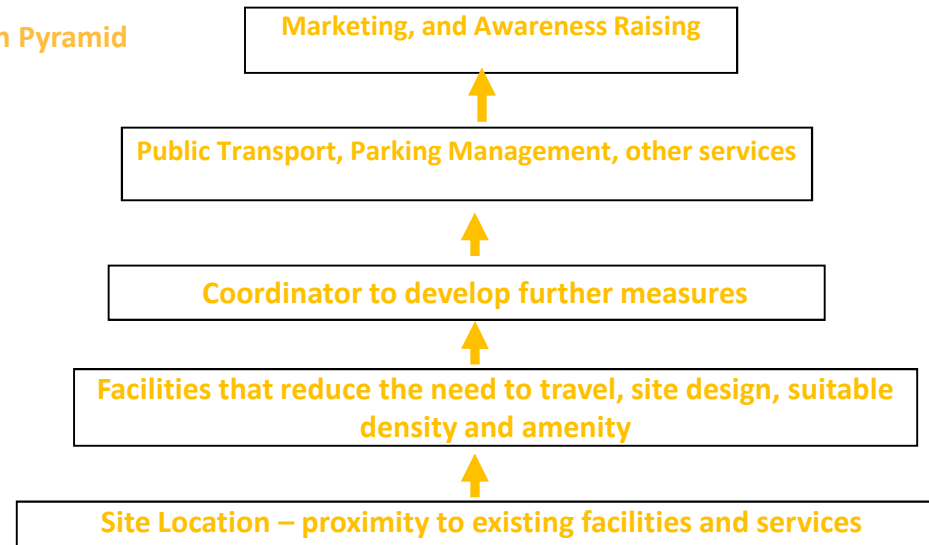 n Pyramid
Marketing, and Awareness Raising
Public Transport, Parking Management, other services
Coordinator to develop further measures
Facilities that reduce the need to travel, site design, suitable
density and amenity
Site Location – proximity to existing facilities and services